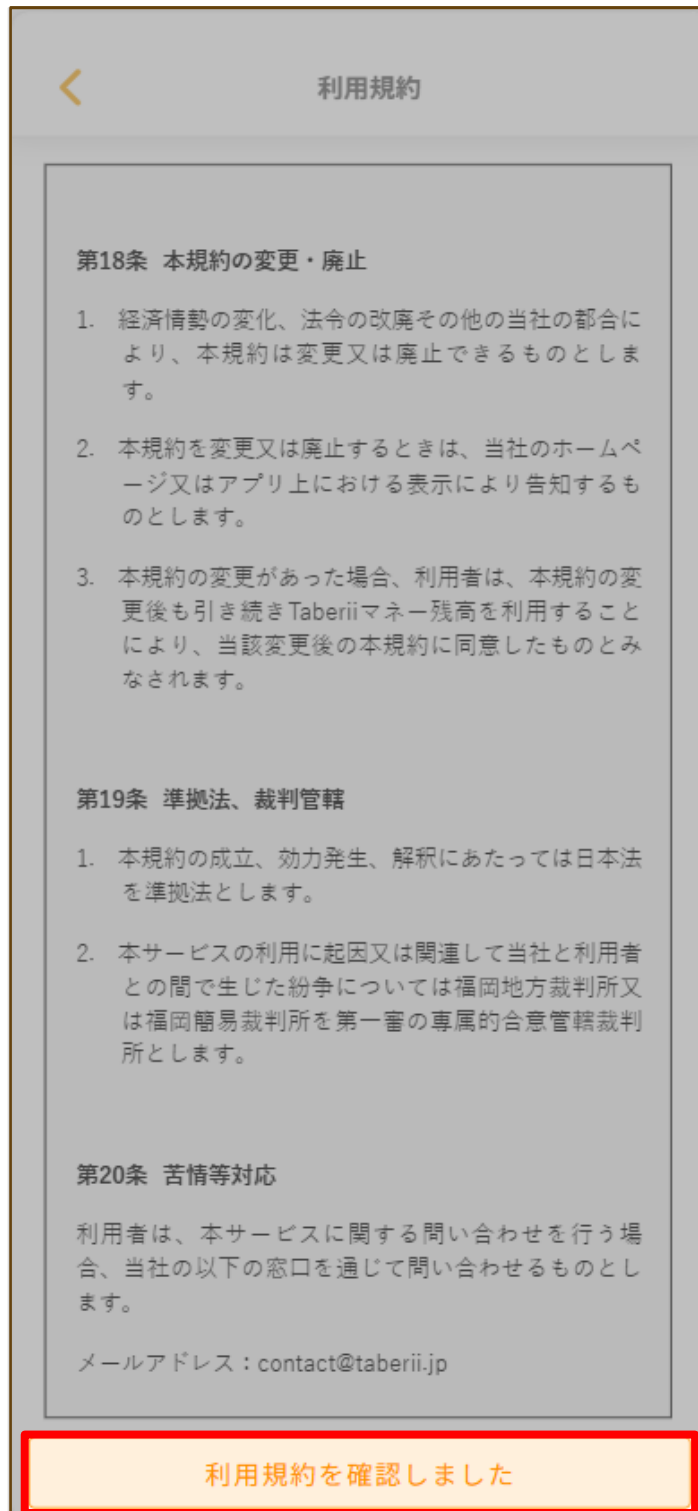 利用規約
第18条 本規約の変更・廃止
1. 経済情勢の変化、法令の改廃その他の当社の都合に
より、本規約は変更又は廃止できるものとしま
す。
2. 本規約を変更又は廃止するときは、当社のホームペ
ージ又はアプリ上における表示により告知するも
のとします。
3. 本規約の変更があった場合、利用者は、本規約の変
更後も引き続きTaberiiマネー残高を利用すること
により、当該変更後の本規約に同意したものとみ
なされます。
第19条 準拠法、裁判管轄
1. 本規約の成立、効力発生、解釈にあたっては日本法
を準拠法とします。
2. 本サービスの利用に起因又は関連して当社と利用者
との間で生じた紛争については福岡地方裁判所又
は福岡簡易裁判所を第一審の専属的合意管轄裁判
所とします。
第20条 苦情等対応
利用者は、本サービスに関する問い合わせを行う場
合、当社の以下の窓口を通じて問い合わせるものとし
ます。
メールアドレス：contact@taberii.jp
利用規約を確認しました